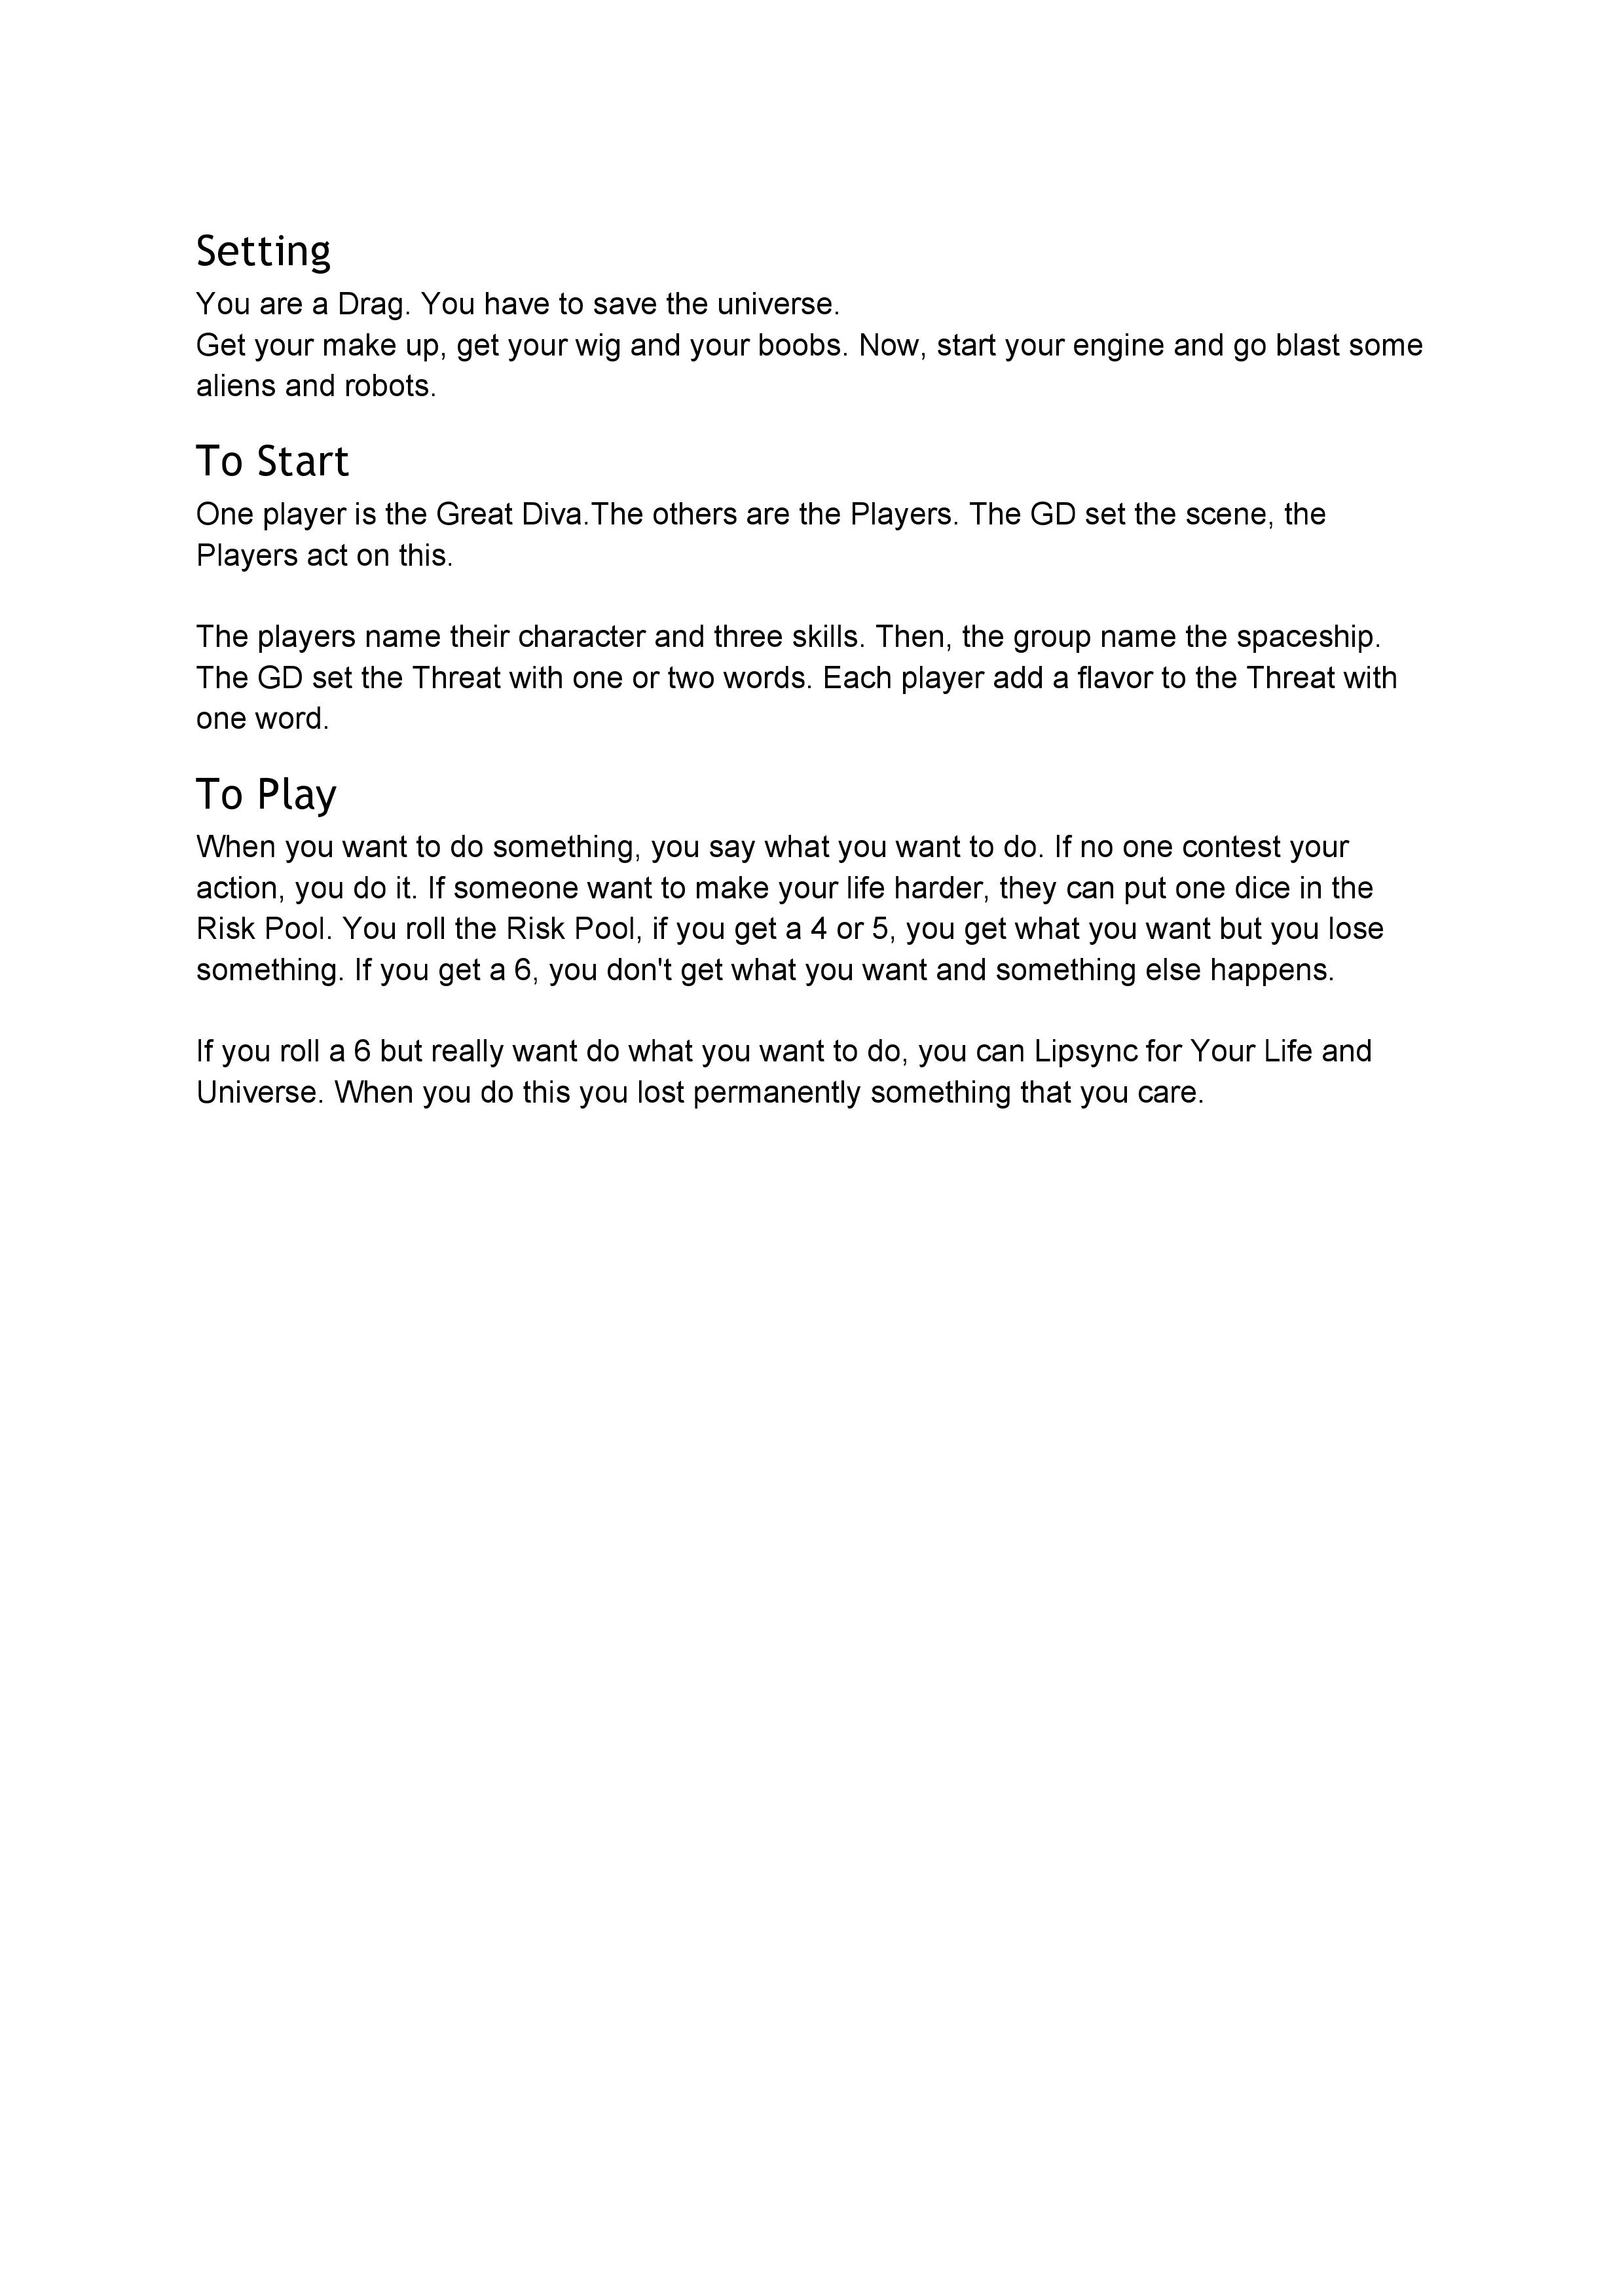 Setting
You are a Drag. You have to save the universe.
Get your make up, get your wig and your boobs. Now, start your engine and go blast some
aliens and robots.
To Start
One player is the Great Diva.The others are the Players. The GD set the scene, the
Players act on this.
The players name their character and three skills. Then, the group name the spaceship.
The GD set the Threat with one or two words. Each player add a flavor to the Threat with
one word.
To Play
When you want to do something, you say what you want to do. If no one contest your
action, you do it. If someone want to make your life harder, they can put one dice in the
Risk Pool. You roll the Risk Pool, if you get a 4 or 5, you get what you want but you lose
something. If you get a 6, you don't get what you want and something else happens.
If you roll a 6 but really want do what you want to do, you can Lipsync for Your Life and
Universe. When you do this you lost permanently something that you care.